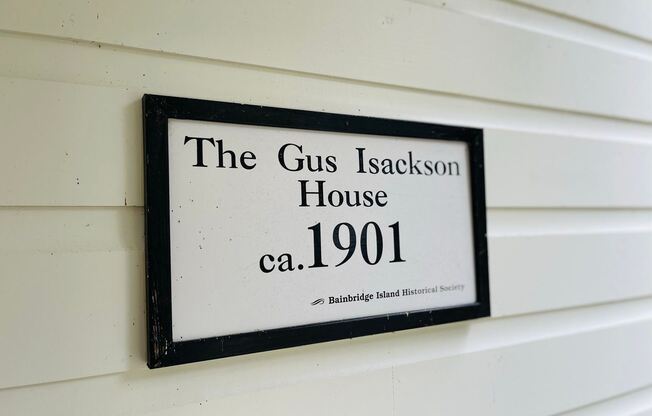 The Gus Isackson
House
ca.1901
Bainbridge Island Historical Society